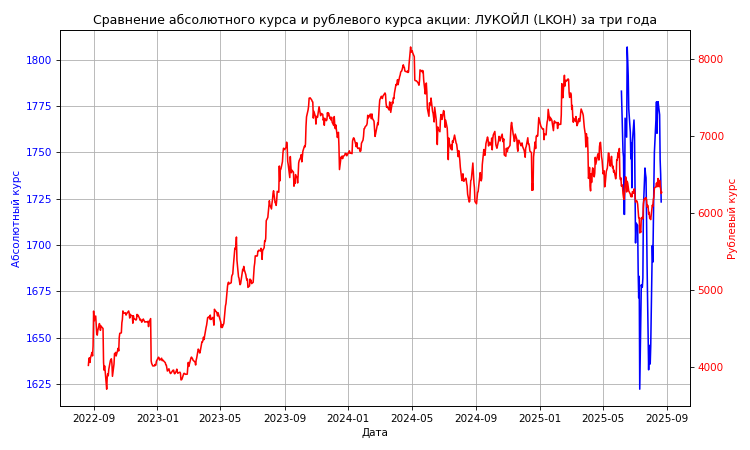 Сравнение абсолютного курса и рублевого курса акции: ЛУКОЙЛ (LKOH) за три года
1800
1775
1750
1725
1700
1675
1650
1625
Абсолютный курс
8000
7000
6000
5000
4000
Рублевый курс
2022-09 2023-01 2023-05 2023-09 2024-01 2024-05 2024-09 2025-01 2025-05 2025-09
Дата